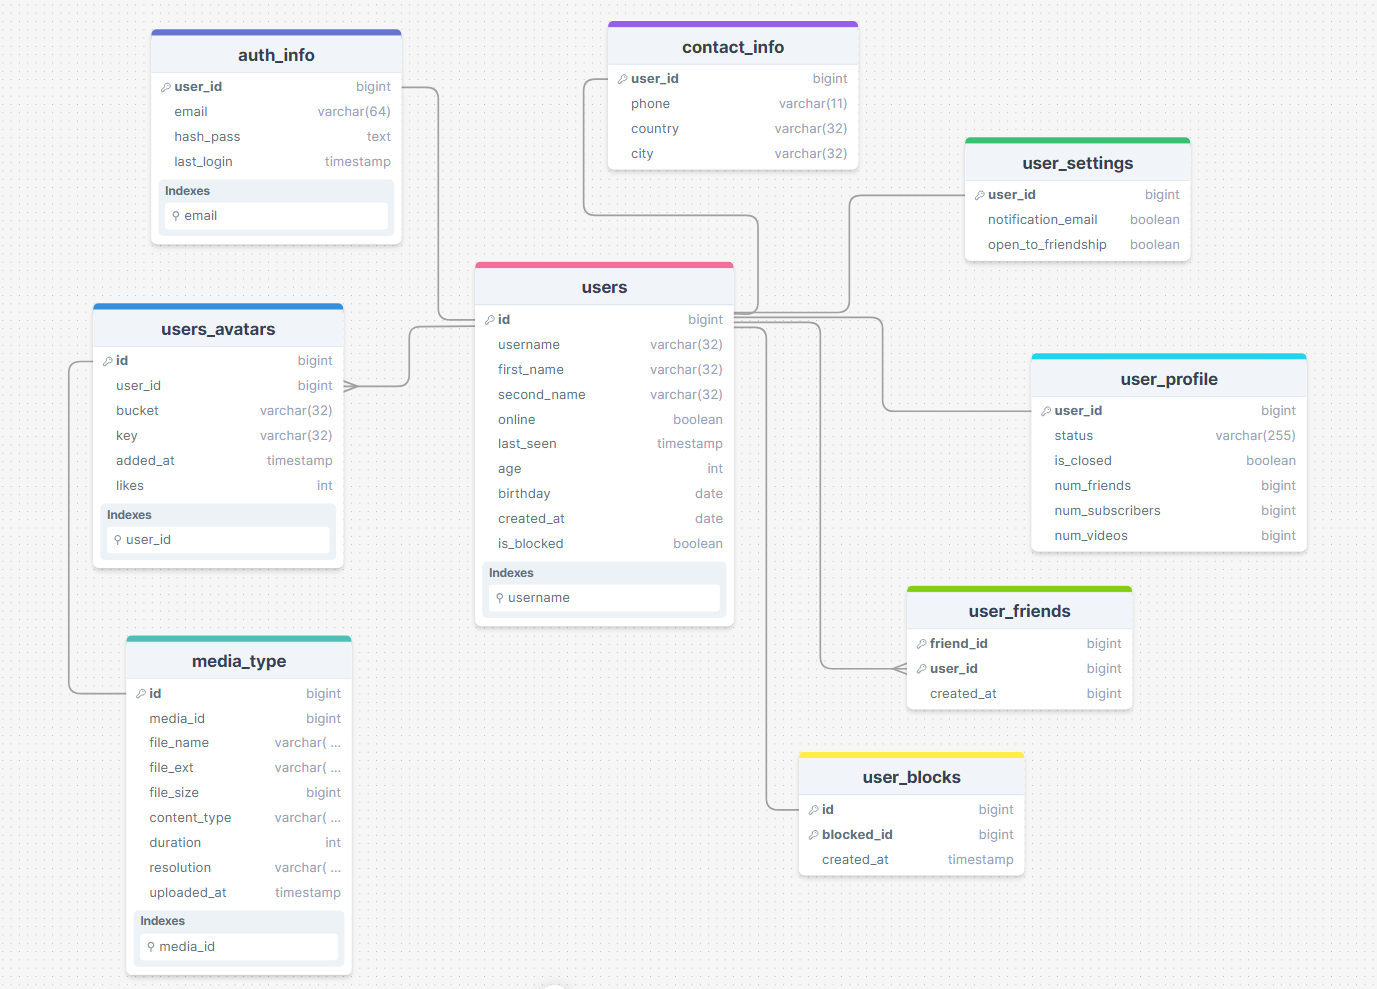 auth_info
user_id bigint
email varchar(64)
hash_pass text
last_login timestamp
Indexes
email
contact_info
user_id bigint
phone varchar(11)
country varchar(32)
city varchar(32)
user_settings
user_id bigint
notification_email boolean
open_to_friendship boolean
users
id bigint
username varchar(32)
first_name varchar(32)
second_name varchar(32)
online boolean
last_seen timestamp
age int
birthday date
created_at date
is_blocked boolean
Indexes
username
users_avatars
id bigint
user_id bigint
bucket varchar(32)
key varchar(32)
added_at timestamp
likes int
Indexes
user_id
user_profile
user_id bigint
status varchar(255)
is_closed boolean
num_friends bigint
num_subscribers bigint
num_videos bigint
user_friends
friend_id bigint
user_id bigint
created_at bigint
media_type
id bigint
media_id bigint
file_name varchar( ...
file_ext varchar( ...
file_size bigint
content_type varchar( ...
duration int
resolution varchar( ...
uploaded_at timestamp
Indexes
media_id
user_blocks
id bigint
blocked_id bigint
created_at timestamp